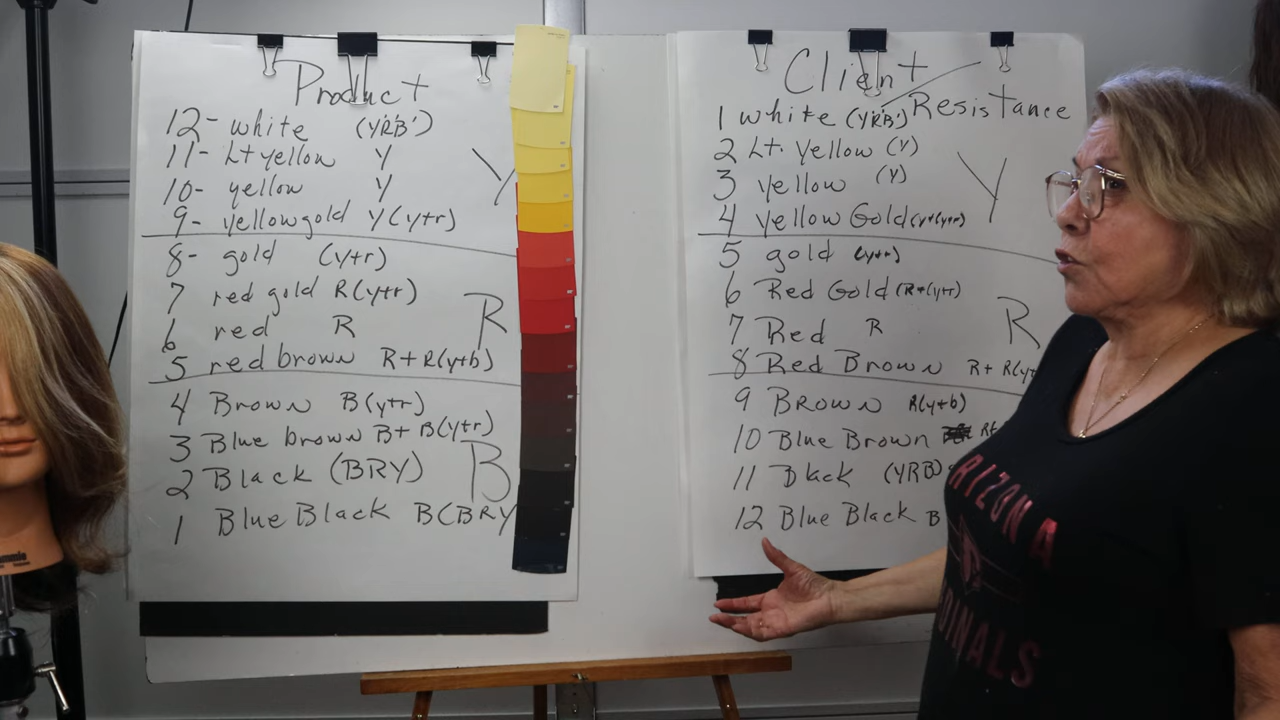 Product
12- white (YRB')
11- Lt yellow Y
10- yellow Y
Y
9- yellow gold Y(y+r)
8- gold (y+r)
7 red gold R(y+r)
6 red R
R
5 red brown R+R(y+b)
4 Brown B(y+r)
3 Blue brown B+B(y+r)
2 Black (BRY)
B
1 Blue Black B(BRY
Client
Resistance
1 white (YRB')
2 Lt. Yellow (Y)
3 Yellow (Y)
Y
4 Yellow Gold
5 gold (y+r)
6 Red Gold (R+(y+r)
7 Red R
R
8 Red Brown R+ R(y+
9 Brown R(y+b)
10 Blue Brown
11 Black (YRB)
12 Blue Black B
ARIZONA
CARDINALS